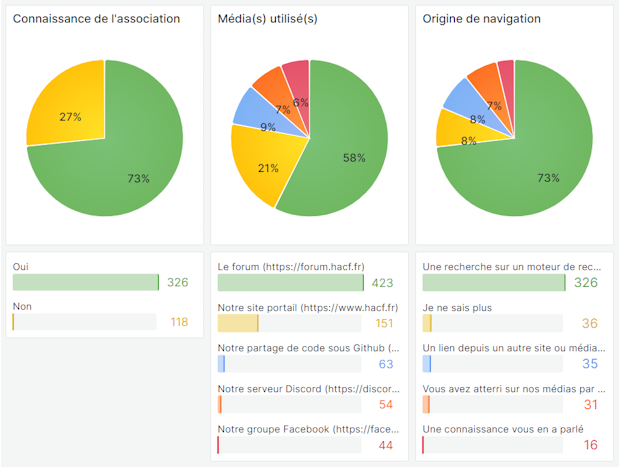 Connaissance de l'association
27%
73%
Oui
326
Non
118
Média(s) utilisé(s)
6%
7%
9%
58%
21%
Le forum (https://forum.hacf.fr)
423
Notre site portail (https://www.hacf.fr)
151
Notre partage de code sous Github (...
63
Notre serveur Discord (https://discor...
54
Notre groupe Facebook (https://face...
44
Origine de navigation
7%
8%
8%
73%
Une recherche sur un moteur de rec...
326
Je ne sais plus
36
Un lien depuis un autre site ou média...
35
Vous avez atterri sur nos médias par ...
31
Une connaissance vous en a parlé
16